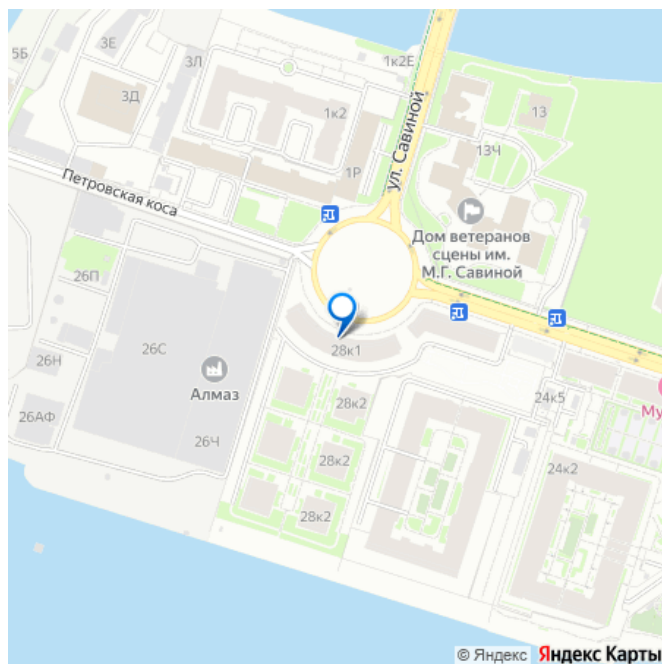 5Б
3Е
3Л
1к2Е
3Д
1к2
13
ул. Савиной
13Ч
1Р
Петровская коса
Дом ветеранов
сцены им.
М.Г. Савиной
26П
26С
28к1
26Н
Алмаз
24к5
28к2
Му
26АФ
26Ч
28к2
24к2
28к2
© Яндекс Яндекс Карты